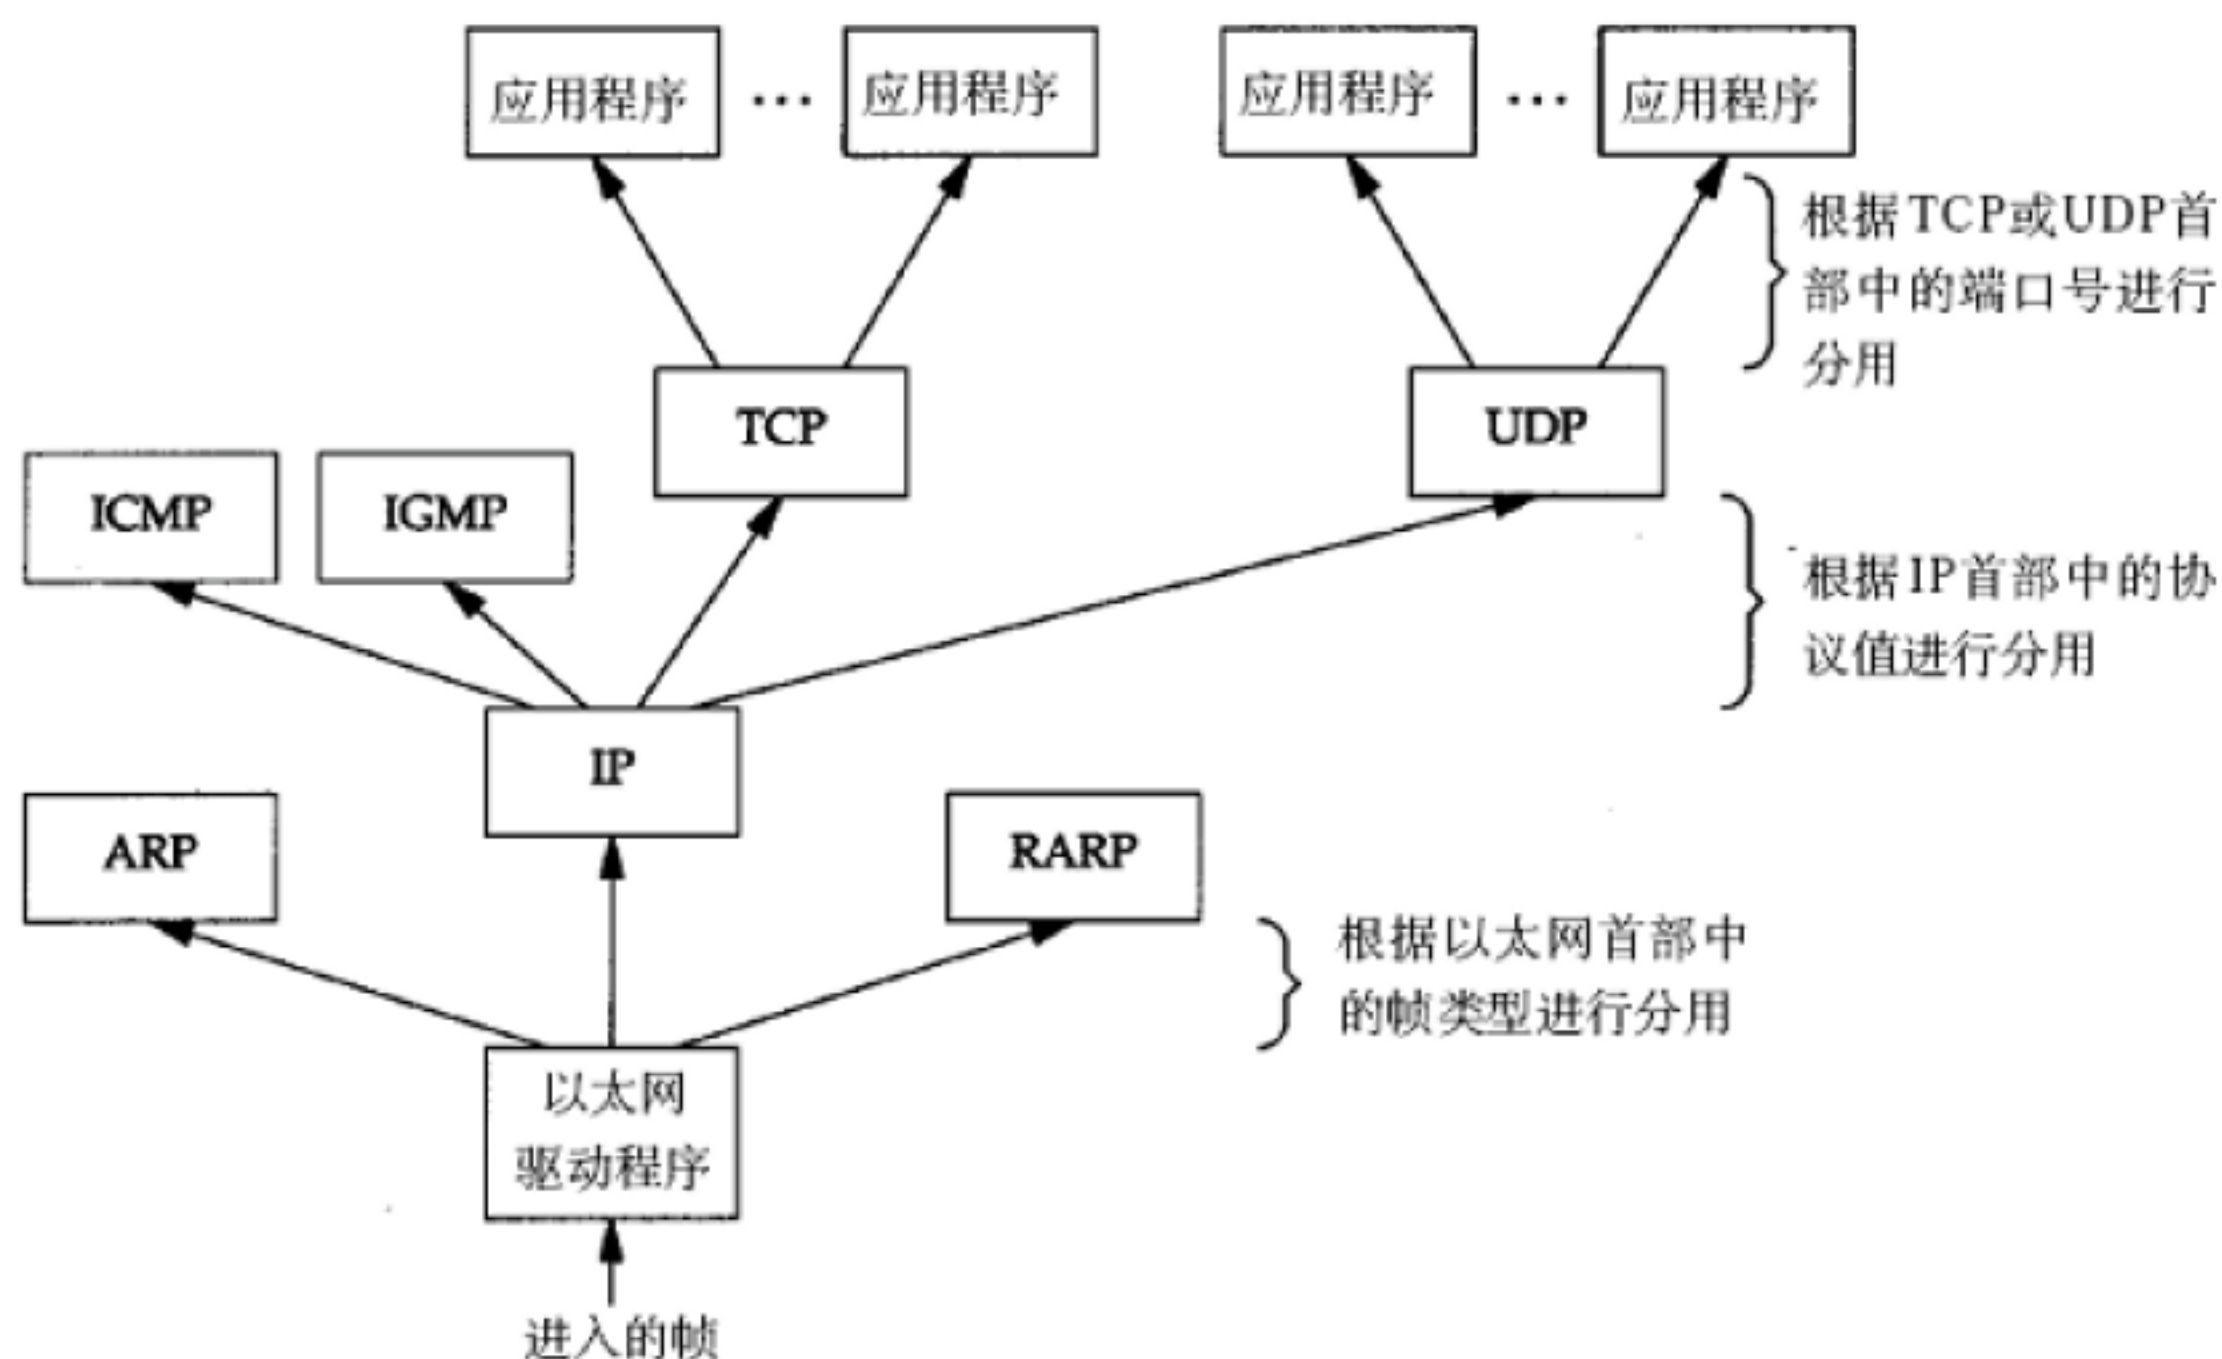 应用程序 … 应用程序 应用程序 … 应用程序
根据TCP或UDP首
部中的端口号进行
分用
TCP UDP
ICMP IGMP
根据IP首部中的协
议值进行分用
IP
ARP RARP
根据以太网首部中
的帧类型进行分用
以太网
驱动程序
进入的帧